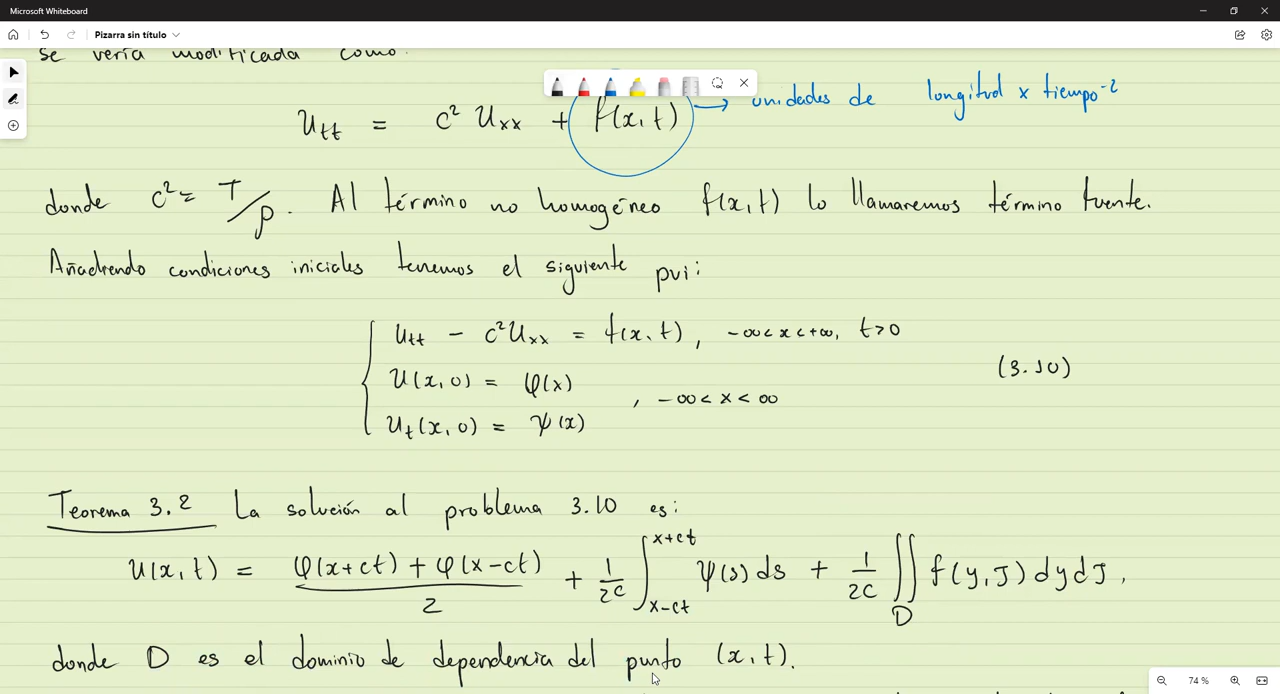 Microsoft Whiteboard
Pizarra sin título
se vería modificada como
u_tt = c² u_xx + f(x,t) → unidades de longitud x tiempo⁻²
donde c² = T/ρ. Al término no homogéneo f(x,t) lo llamaremos término fuente.
Añadiendo condiciones iniciales tenemos el siguiente pvi:
u_tt - c² u_xx = f(x,t), -∞<x<+∞, t>0
u(x,0) = φ(x)
(3.10)
, -∞<x<∞
u_t(x,0) = ψ(x)
Teorema 3.2 La solución al problema 3.10 es:
u(x,t) = (φ(x+ct) + φ(x-ct))/2 + 1/2c ∫_{x-ct}^{x+ct} ψ(s) ds + 1/2c ∬_D f(y,J) dy dJ,
donde D es el dominio de dependencia del punto (x,t).
74 %